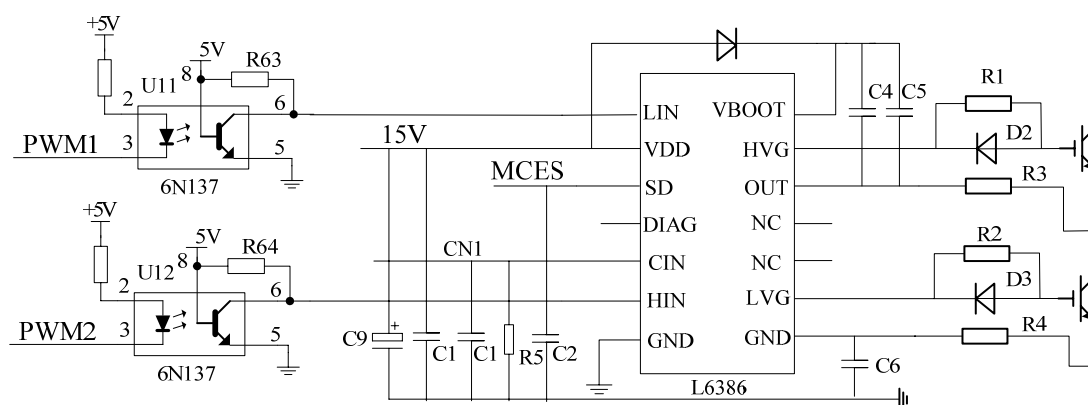 +5V
5V
8
R63
U11
2
6
3
5
PWM1
6N137
+5V
5V
8
R64
U12
2
6
3
5
PWM2
6N137
15V
MCES
CN1
C9
+
C1
C1
R5
C2
LIN
VDD
SD
DIAG
CIN
HIN
GND
VBOOT
HVG
OUT
NC
NC
LVG
GND
L6386
C4
C5
R1
D2
R3
R2
D3
R4
C6